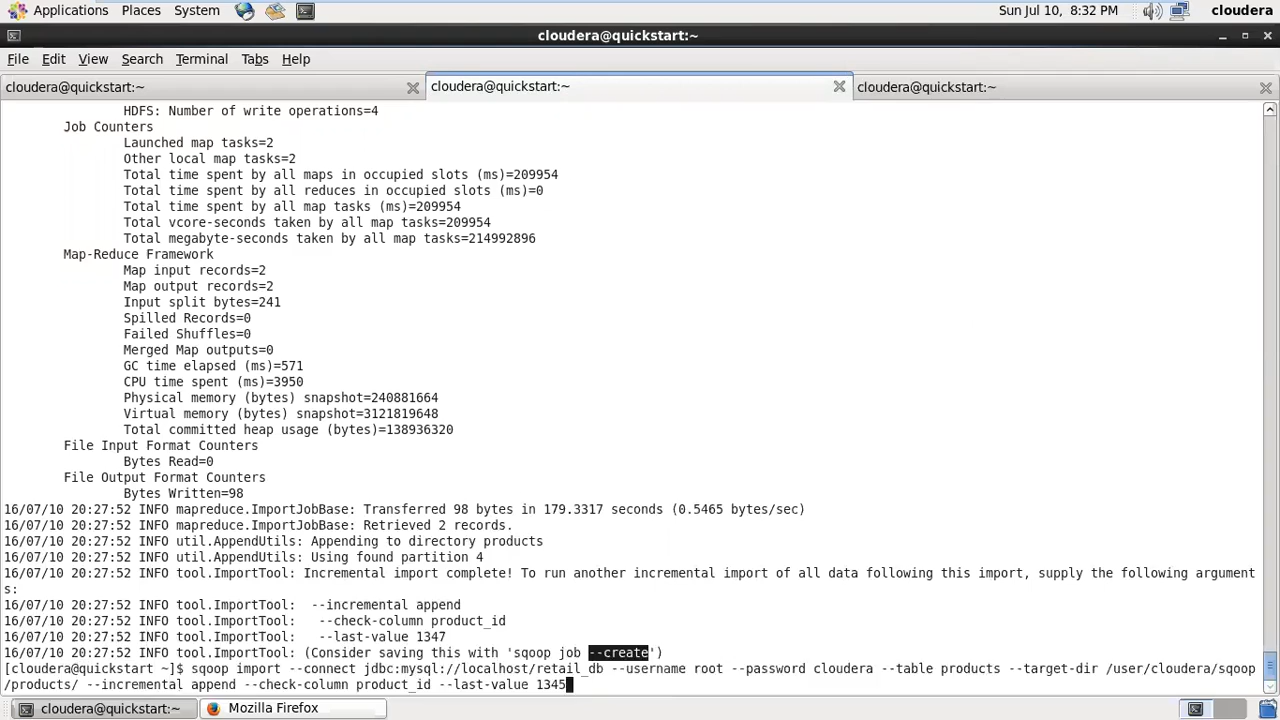 Applications Places System Sun Jul 10, 8:32 PM cloudera
cloudera@quickstart:~
File Edit View Search Terminal Tabs Help
cloudera@quickstart:~ cloudera@quickstart:~ cloudera@quickstart:~
HDFS: Number of write operations=4
Job Counters
Launched map tasks=2
Other local map tasks=2
Total time spent by all maps in occupied slots (ms)=209954
Total time spent by all reduces in occupied slots (ms)=0
Total time spent by all map tasks (ms)=209954
Total vcore-seconds taken by all map tasks=209954
Total megabyte-seconds taken by all map tasks=214992896
Map-Reduce Framework
Map input records=2
Map output records=2
Input split bytes=241
Spilled Records=0
Failed Shuffles=0
Merged Map outputs=0
GC time elapsed (ms)=571
CPU time spent (ms)=3950
Physical memory (bytes) snapshot=240881664
Virtual memory (bytes) snapshot=3121819648
Total committed heap usage (bytes)=138936320
File Input Format Counters
Bytes Read=0
File Output Format Counters
Bytes Written=98
16/07/10 20:27:52 INFO mapreduce.ImportJobBase: Transferred 98 bytes in 179.3317 seconds (0.5465 bytes/sec)
16/07/10 20:27:52 INFO mapreduce.ImportJobBase: Retrieved 2 records.
16/07/10 20:27:52 INFO util.AppendUtils: Appending to directory products
16/07/10 20:27:52 INFO util.AppendUtils: Using found partition 4
16/07/10 20:27:52 INFO tool.ImportTool: Incremental import complete! To run another incremental import of all data following this import, supply the following argument
s:
16/07/10 20:27:52 INFO tool.ImportTool:  --incremental append
16/07/10 20:27:52 INFO tool.ImportTool:   --check-column product_id
16/07/10 20:27:52 INFO tool.ImportTool:   --last-value 1347
16/07/10 20:27:52 INFO tool.ImportTool: (Consider saving this with 'sqoop job --create')
[cloudera@quickstart ~]$ sqoop import --connect jdbc:mysql://localhost/retail_db --username root --password cloudera --table products --target-dir /user/cloudera/sqoop
/products/ --incremental append --check-column product_id --last-value 1345
cloudera@quickstart:~ Mozilla Firefox